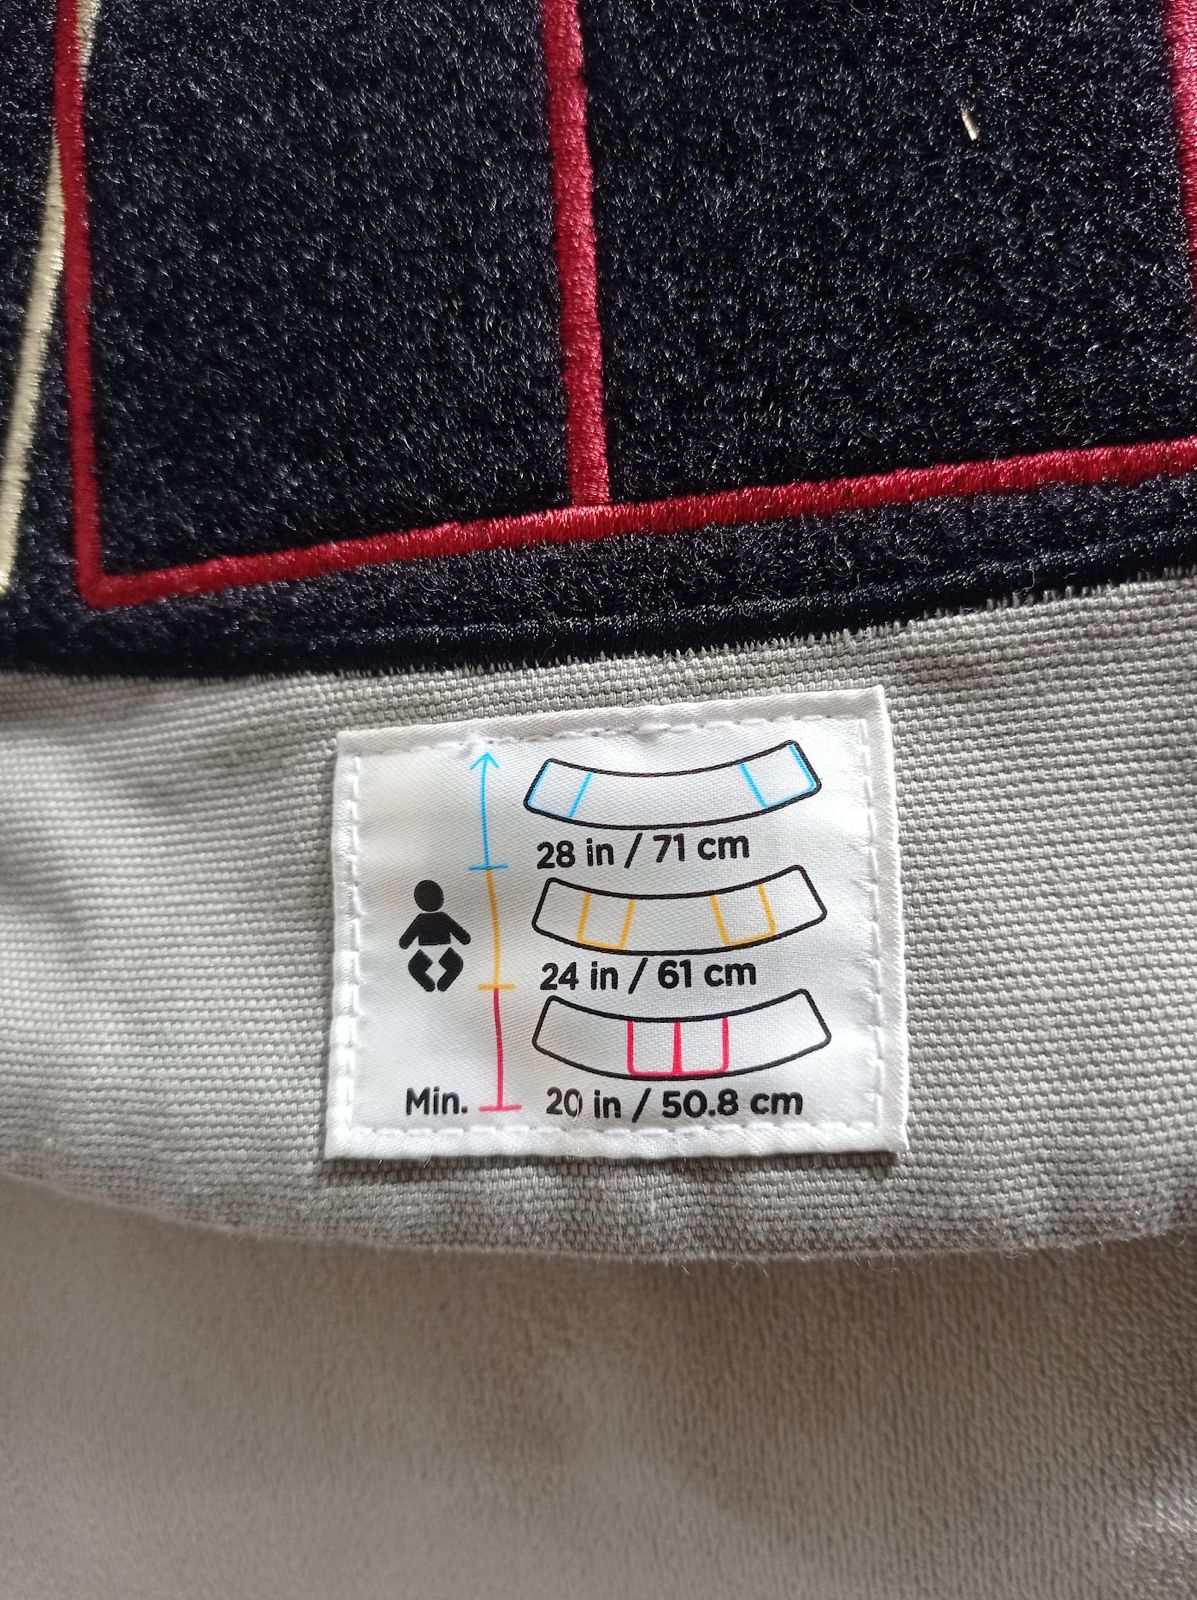 28 in / 71 cm
24 in / 61 cm
Min. 20 in / 50.8 cm